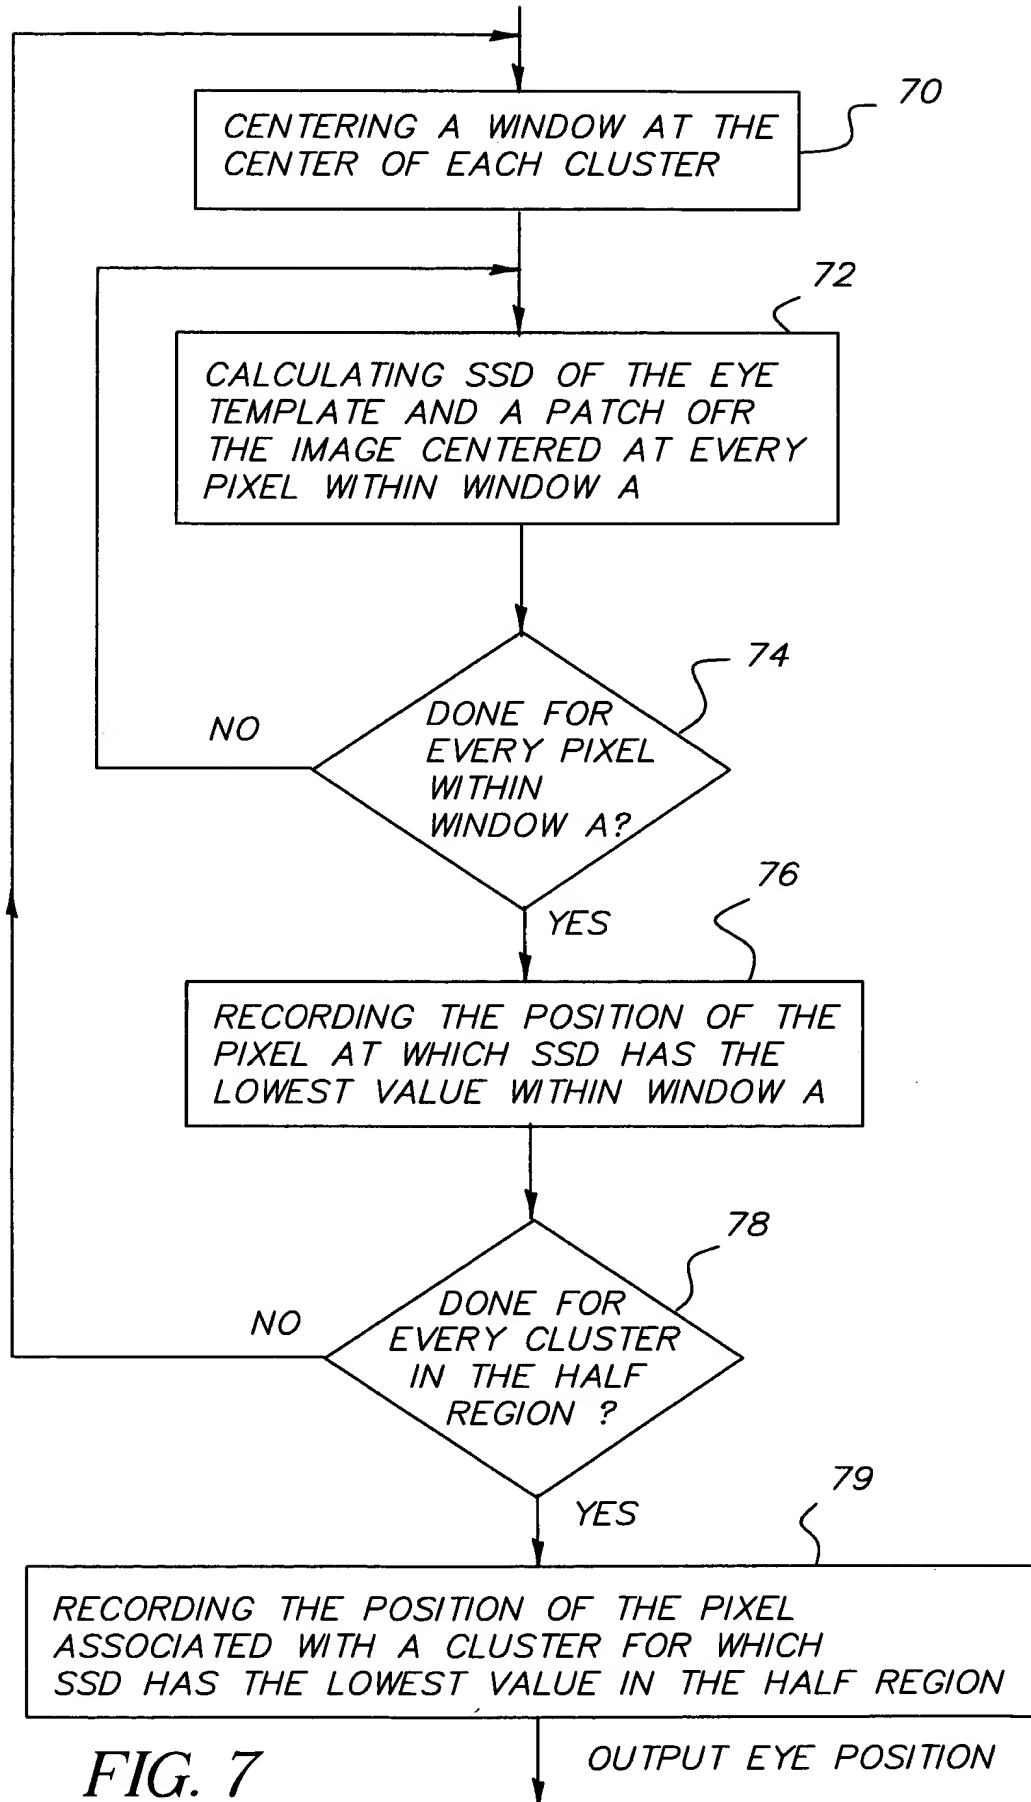 70
CENTERING A WINDOW AT THE
CENTER OF EACH CLUSTER
72
CALCULATING SSD OF THE EYE
TEMPLATE AND A PATCH OFR
THE IMAGE CENTERED AT EVERY
PIXEL WITHIN WINDOW A
74
DONE FOR
EVERY PIXEL
WITHIN
WINDOW A?
NO
YES
76
RECORDING THE POSITION OF THE
PIXEL AT WHICH SSD HAS THE
LOWEST VALUE WITHIN WINDOW A
78
DONE FOR
EVERY CLUSTER
IN THE HALF
REGION ?
NO
YES
79
RECORDING THE POSITION OF THE PIXEL
ASSOCIATED WITH A CLUSTER FOR WHICH
SSD HAS THE LOWEST VALUE IN THE HALF REGION
OUTPUT EYE POSITION
FIG. 7